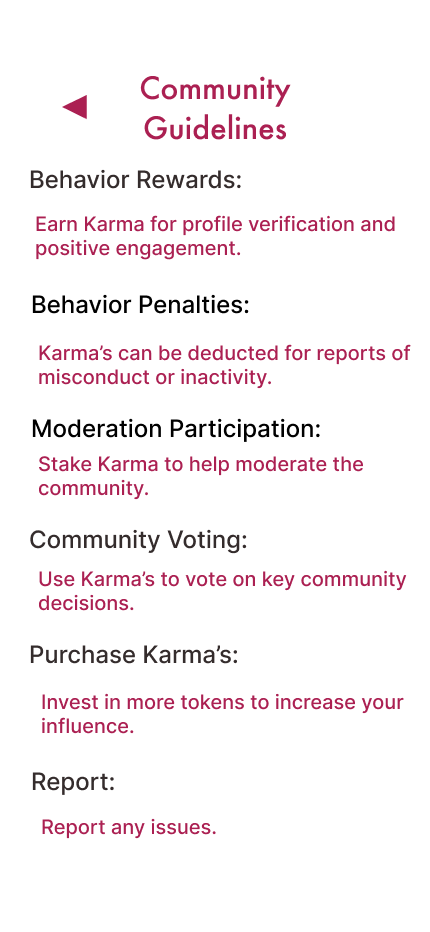 Community
Guidelines
Behavior Rewards:
Earn Karma for profile verification and
positive engagement.
Behavior Penalties:
Karma’s can be deducted for reports of
misconduct or inactivity.
Moderation Participation:
Stake Karma to help moderate the
community.
Community Voting:
Use Karma’s to vote on key community
decisions.
Purchase Karma’s:
Invest in more tokens to increase your
influence.
Report:
Report any issues.